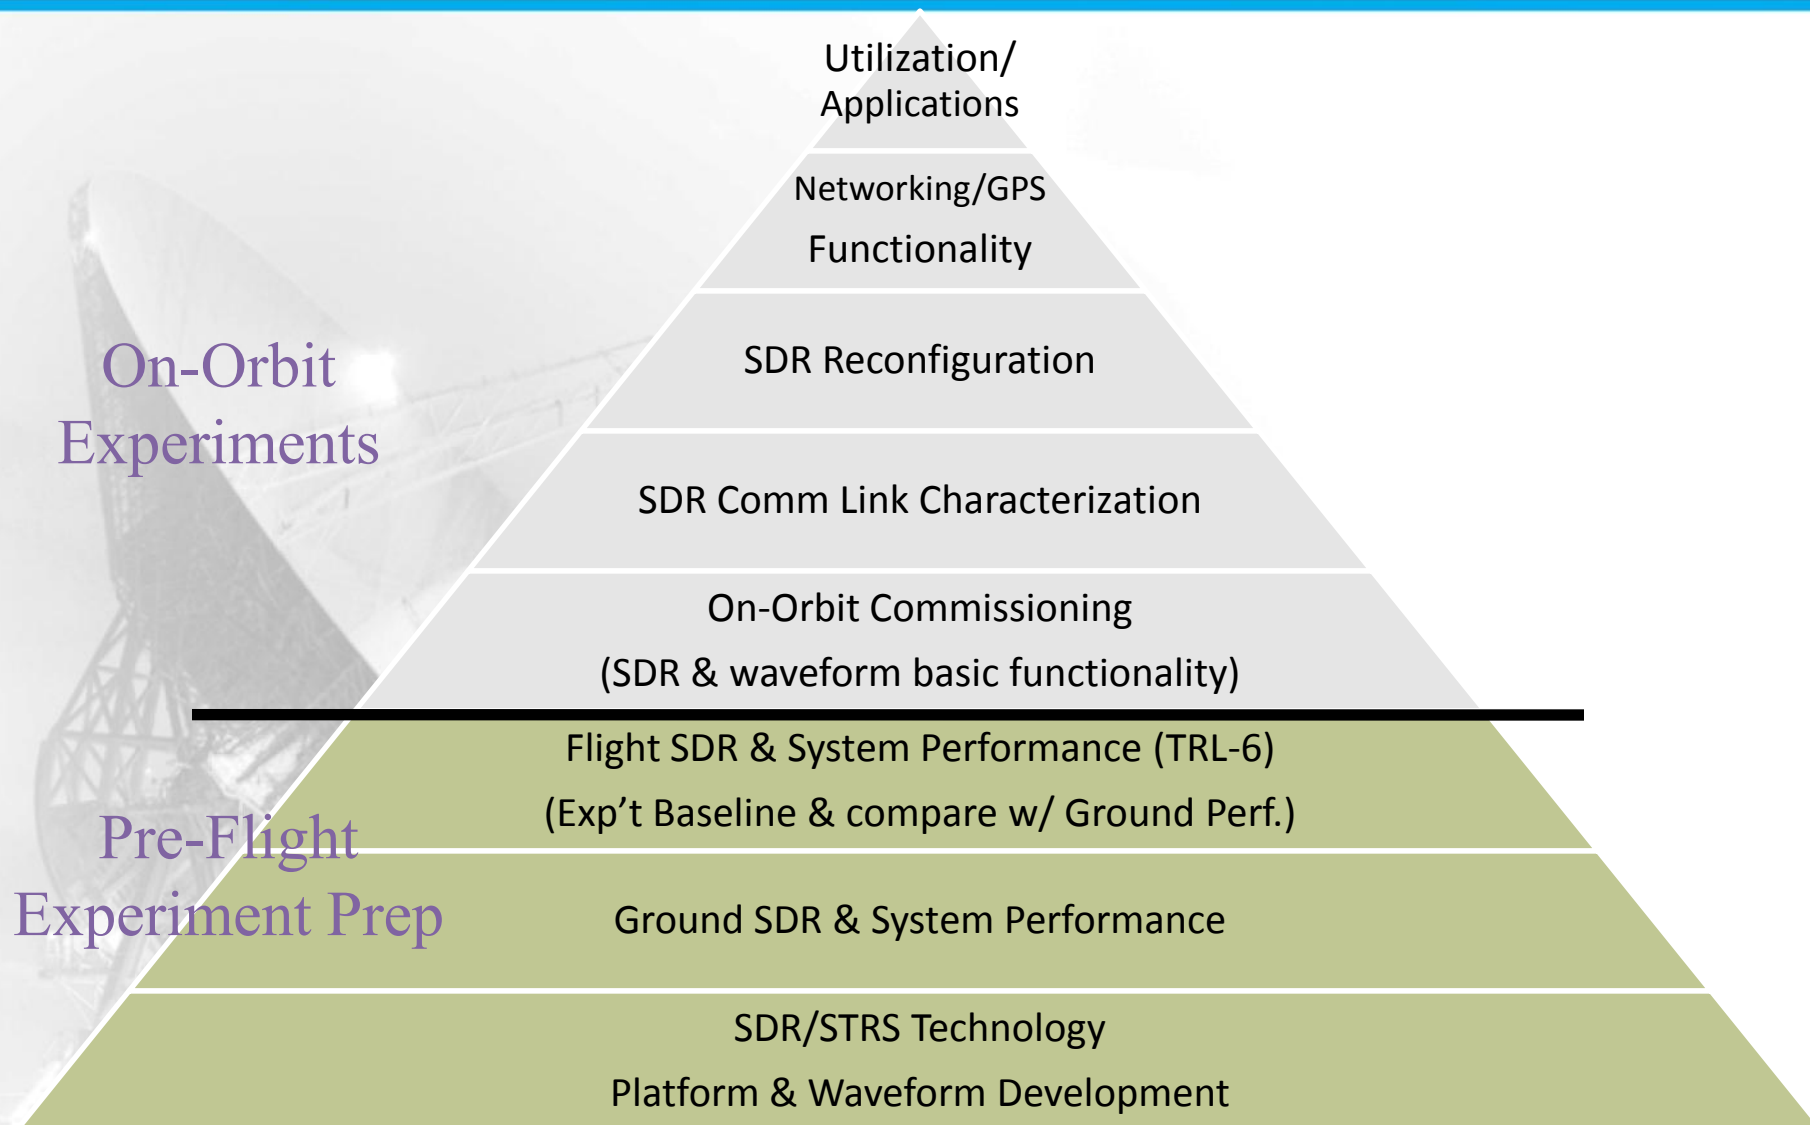 Utilization/
Applications
Networking/GPS
Functionality
SDR Reconfiguration
On-Orbit
Experiments
SDR Comm Link Characterization
On-Orbit Commissioning
(SDR & waveform basic functionality)
Flight SDR & System Performance (TRL-6)
(Exp’t Baseline & compare w/ Ground Perf.)
Pre-Flight
Experiment Prep
Ground SDR & System Performance
SDR/STRS Technology
Platform & Waveform Development